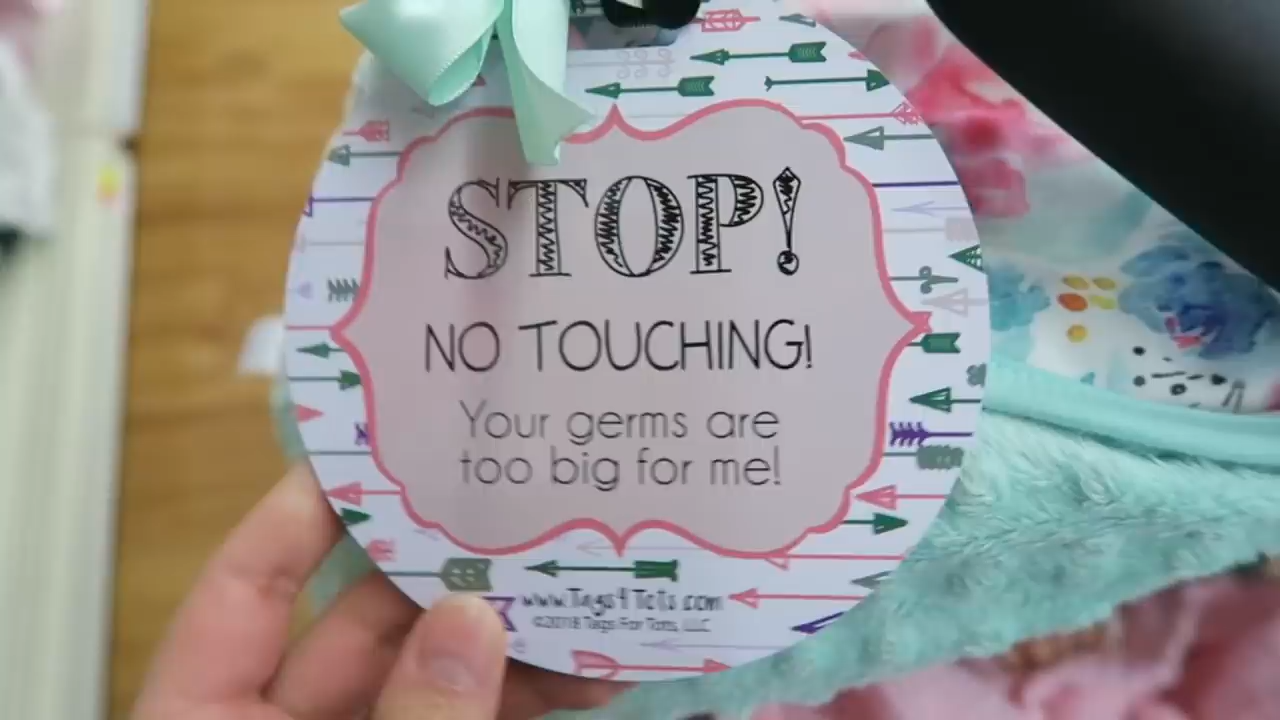 STOP!
NO TOUCHING!
Your germs are
too big for me!
www.Tags4Tots.com
©2018 Tags For Tots, LLC